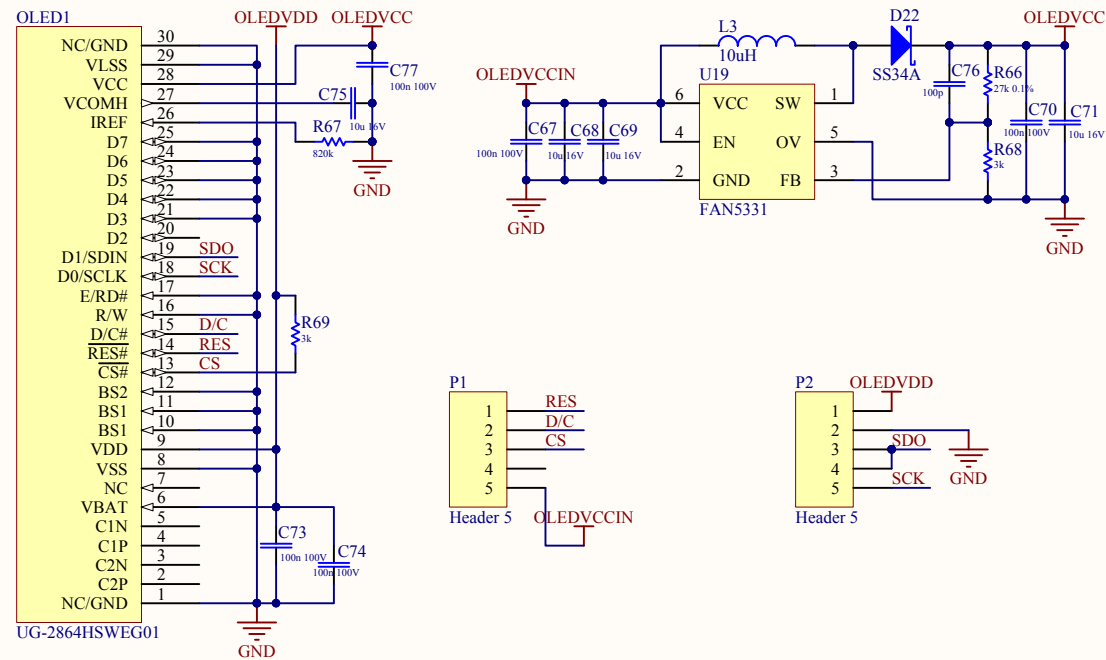 OLED1
OLEDVDD
OLEDVCC
NC/GND 30
VLSS 29
VCC 28
VCOMH 27
IREF 26
D7 25
D6 24
D5 23
D4 22
D3 21
D2 20
D1/SDIN 19 SDO
D0/SCLK 18 SCK
E/RD# 17
R/W 16
D/C# 15 D/C
RES# 14 RES
CS# 13 CS
BS2 12
BS1 11
BS1 10
VDD 9
VSS 8
NC 7
VBAT 6
C1N 5
C1P 4
C2N 3
C2P 2
NC/GND 1
UG-2864HSWEG01
GND
C77
100n 100V
C75
10u 16V
R67
820k
GND
R69
3k
C73
100n 100V
C74
100n 100V
L3
10uH
D22
SS34A
OLEDVCC
OLEDVCCIN
U19
6 VCC SW 1
4 EN OV 5
2 GND FB 3
FAN5331
C67
100n 100V
C68
10u 16V
C69
10u 16V
GND
C76
100p
R66
27k 0.1%
C70
100n 100V
C71
10u 16V
R68
3k
GND
P1
1 RES
2 D/C
3 CS
4
5
Header 5
OLEDVCCIN
P2
OLEDVDD
1
2
3 SDO
4
5 SCK
Header 5
GND